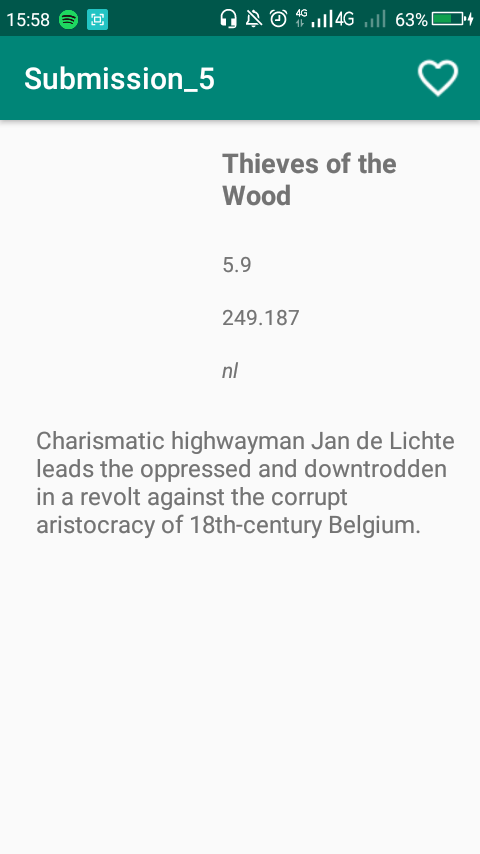 15:58 4G 4G 63%
Submission_5
Thieves of the
Wood
5.9
249.187
nl
Charismatic highwayman Jan de Lichte
leads the oppressed and downtrodden
in a revolt against the corrupt
aristocracy of 18th-century Belgium.